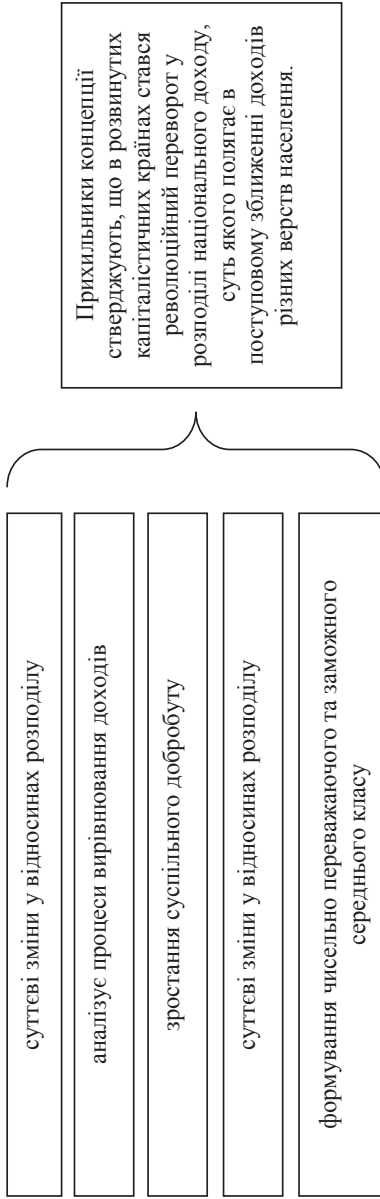 суттєві зміни у відносинах розподілу
аналізує процеси вирівнювання доходів
зростання суспільного добробуту
суттєві зміни у відносинах розподілу
формування чисельно переважаючого та заможного
середнього класу
Прихильники концепції
стверджують, що в розвинутих
капіталістичних країнах стався
революційний переворот у
розподілі національного доходу,
суть якого полягає в
поступовому зближенні доходів
різних верств населення.